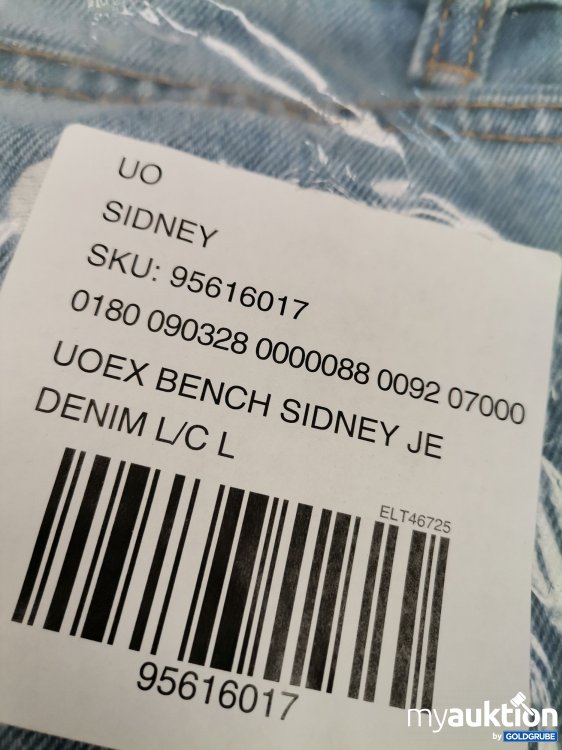 UO
SIDNEY
SKU: 95616017
0180 090328 0000088 0092 07000
UOEX BENCH SIDNEY JE
DENIM L/C L
ELT46725
95616017
myauktion
by GOLDGRUBE